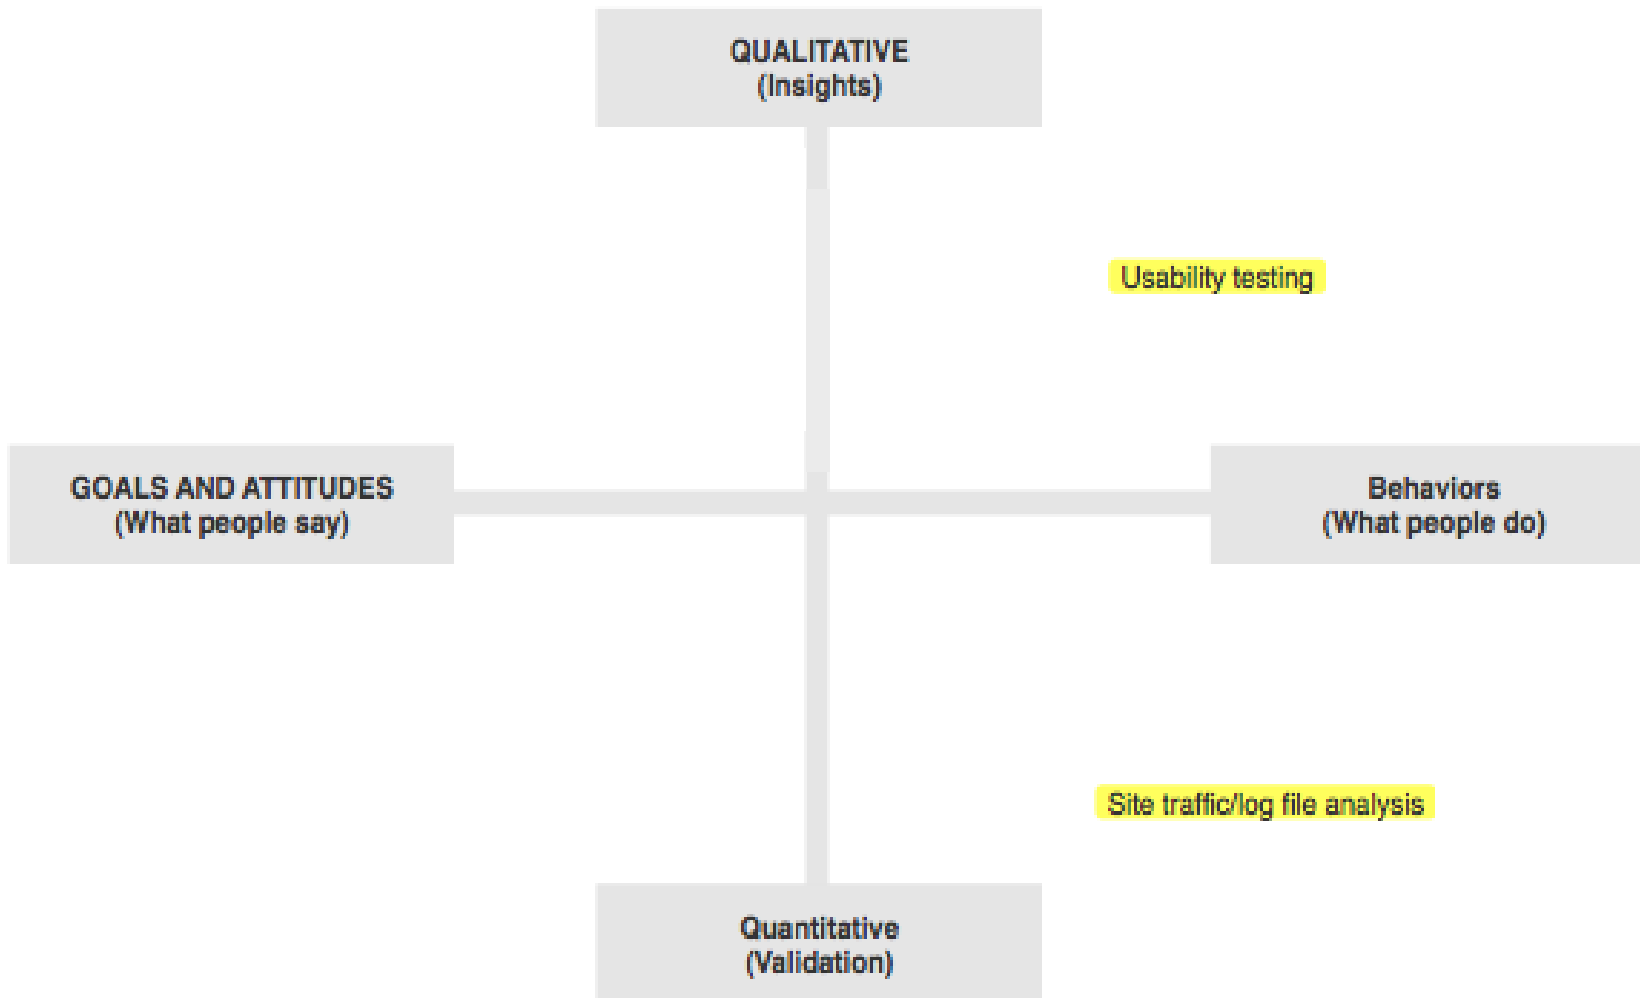 QUALITATIVE
(Insights)
Usability testing
GOALS AND ATTITUDES
(What people say)
Behaviors
(What people do)
Site traffic/log file analysis
Quantitative
(Validation)